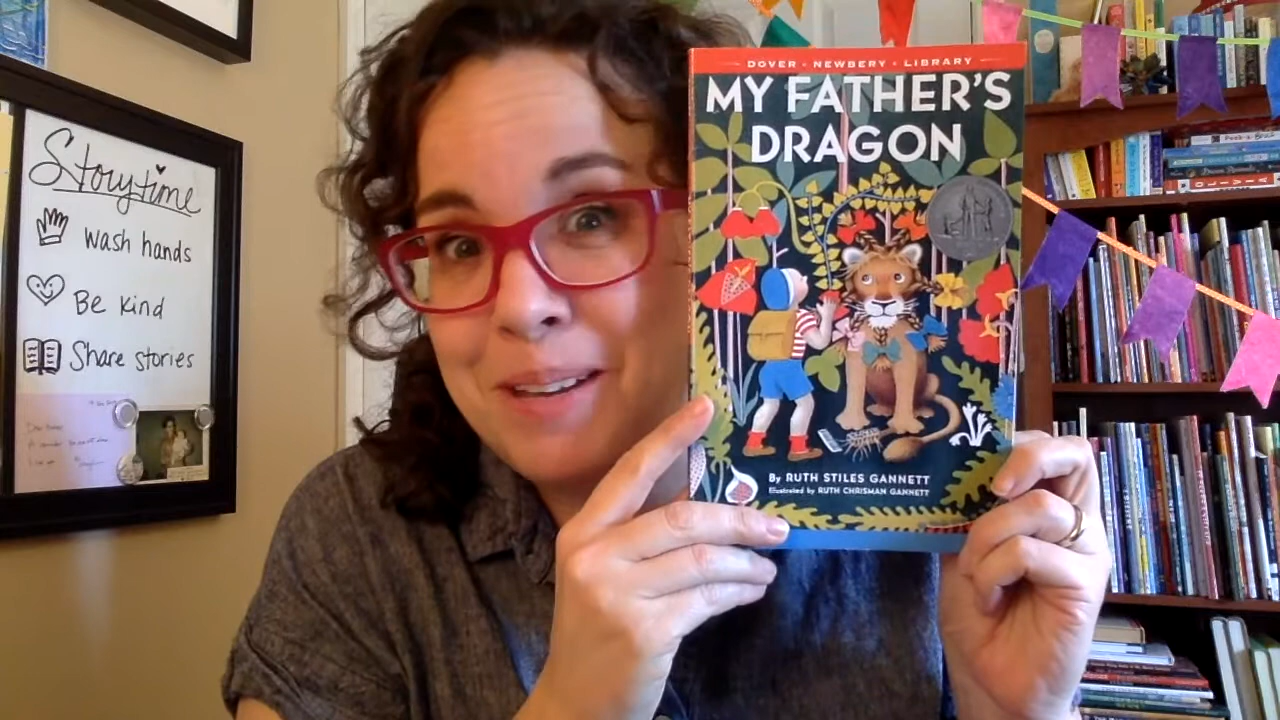 Storytime
wash hands
Be kind
Share stories
DOVER • NEWBERY • LIBRARY
MY FATHER'S
DRAGON
By RUTH STILES GANNETT
Illustrated by RUTH CHRISMAN GANNETT
OLIVIA